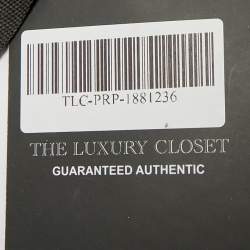 TLC-PRP-1881236
THE LUXURY CLOSET
GUARANTEED AUTHENTIC